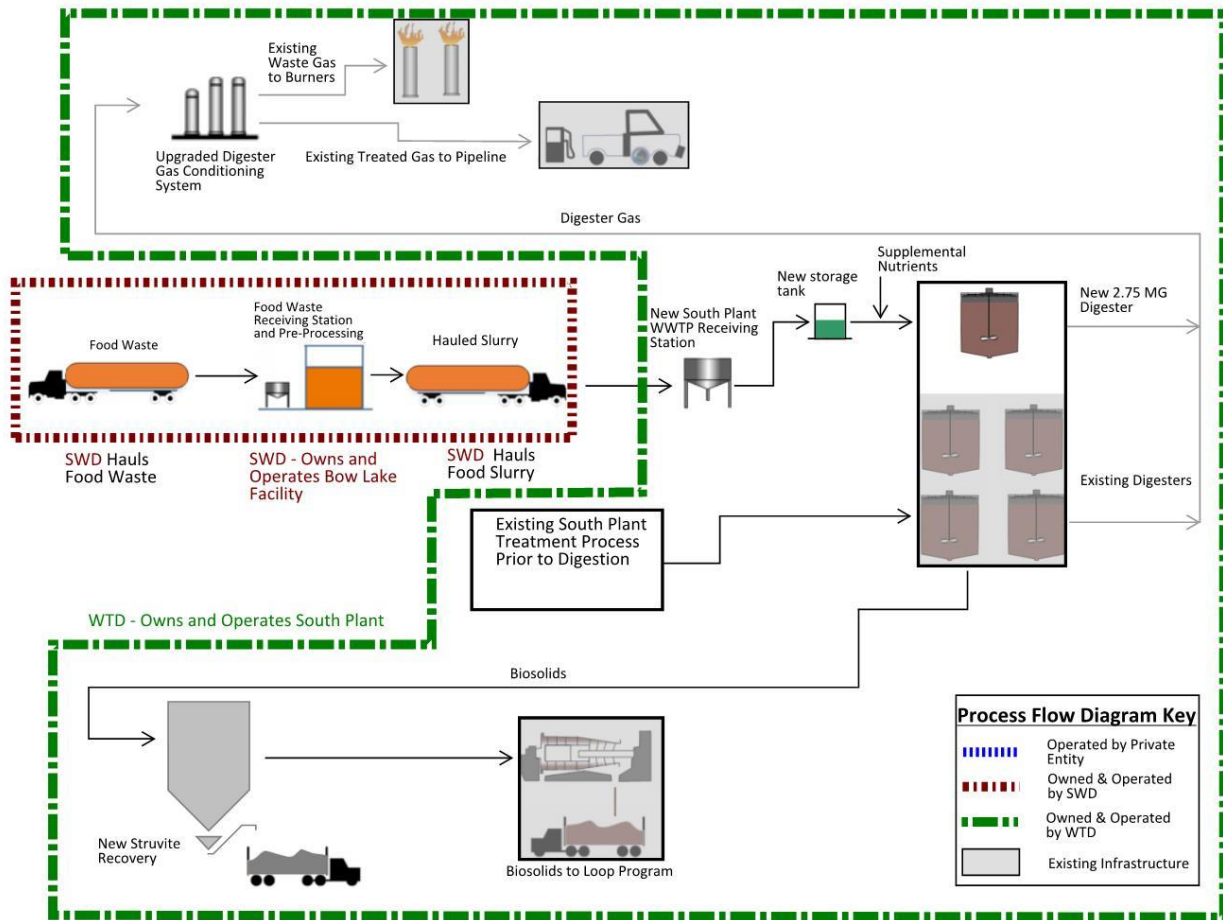 Existing
Waste Gas
to Burners
Upgraded Digester
Gas Conditioning
System
Existing Treated Gas to Pipeline
Digester Gas
Food Waste
Food Waste
Receiving Station
and Pre-Processing
Hauled Slurry
SWD Hauls
Food Waste
SWD - Owns and
Operates Bow Lake
Facility
SWD Hauls
Food Slurry
New South Plant
WWTP Receiving
Station
New storage
tank
Supplemental
Nutrients
New 2.75 MG
Digester
Existing Digesters
Existing South Plant
Treatment Process
Prior to Digestion
WTD - Owns and Operates South Plant
Biosolids
New Struvite
Recovery
Biosolids to Loop Program
Process Flow Diagram Key
Operated by Private
Entity
Owned & Operated
by SWD
Owned & Operated
by WTD
Existing Infrastructure